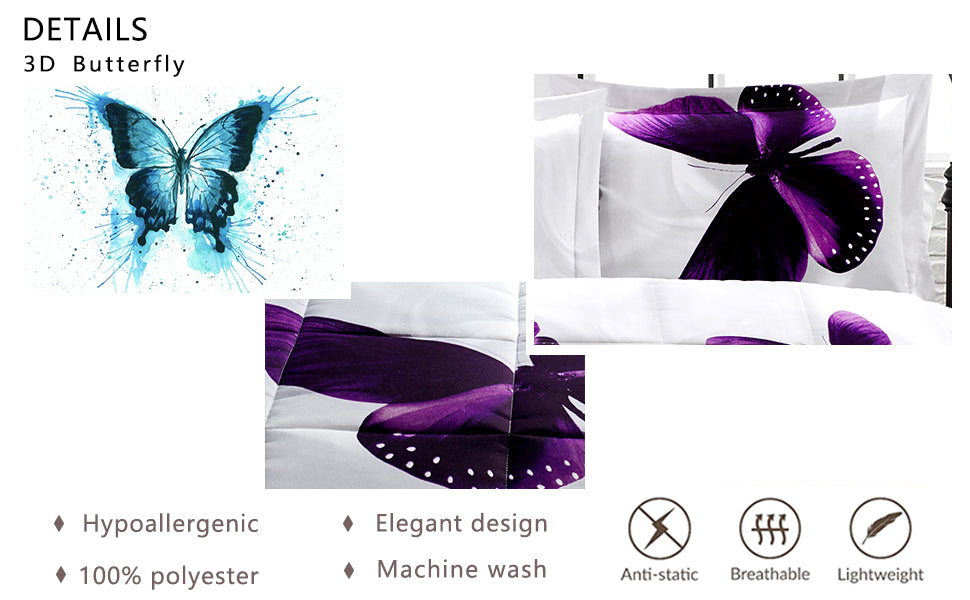 DETAILS
3D Butterfly
♦ Hypoallergenic
♦ Elegant design
♦ 100% polyester
♦ Machine wash
Anti-static
Breathable
Lightweight